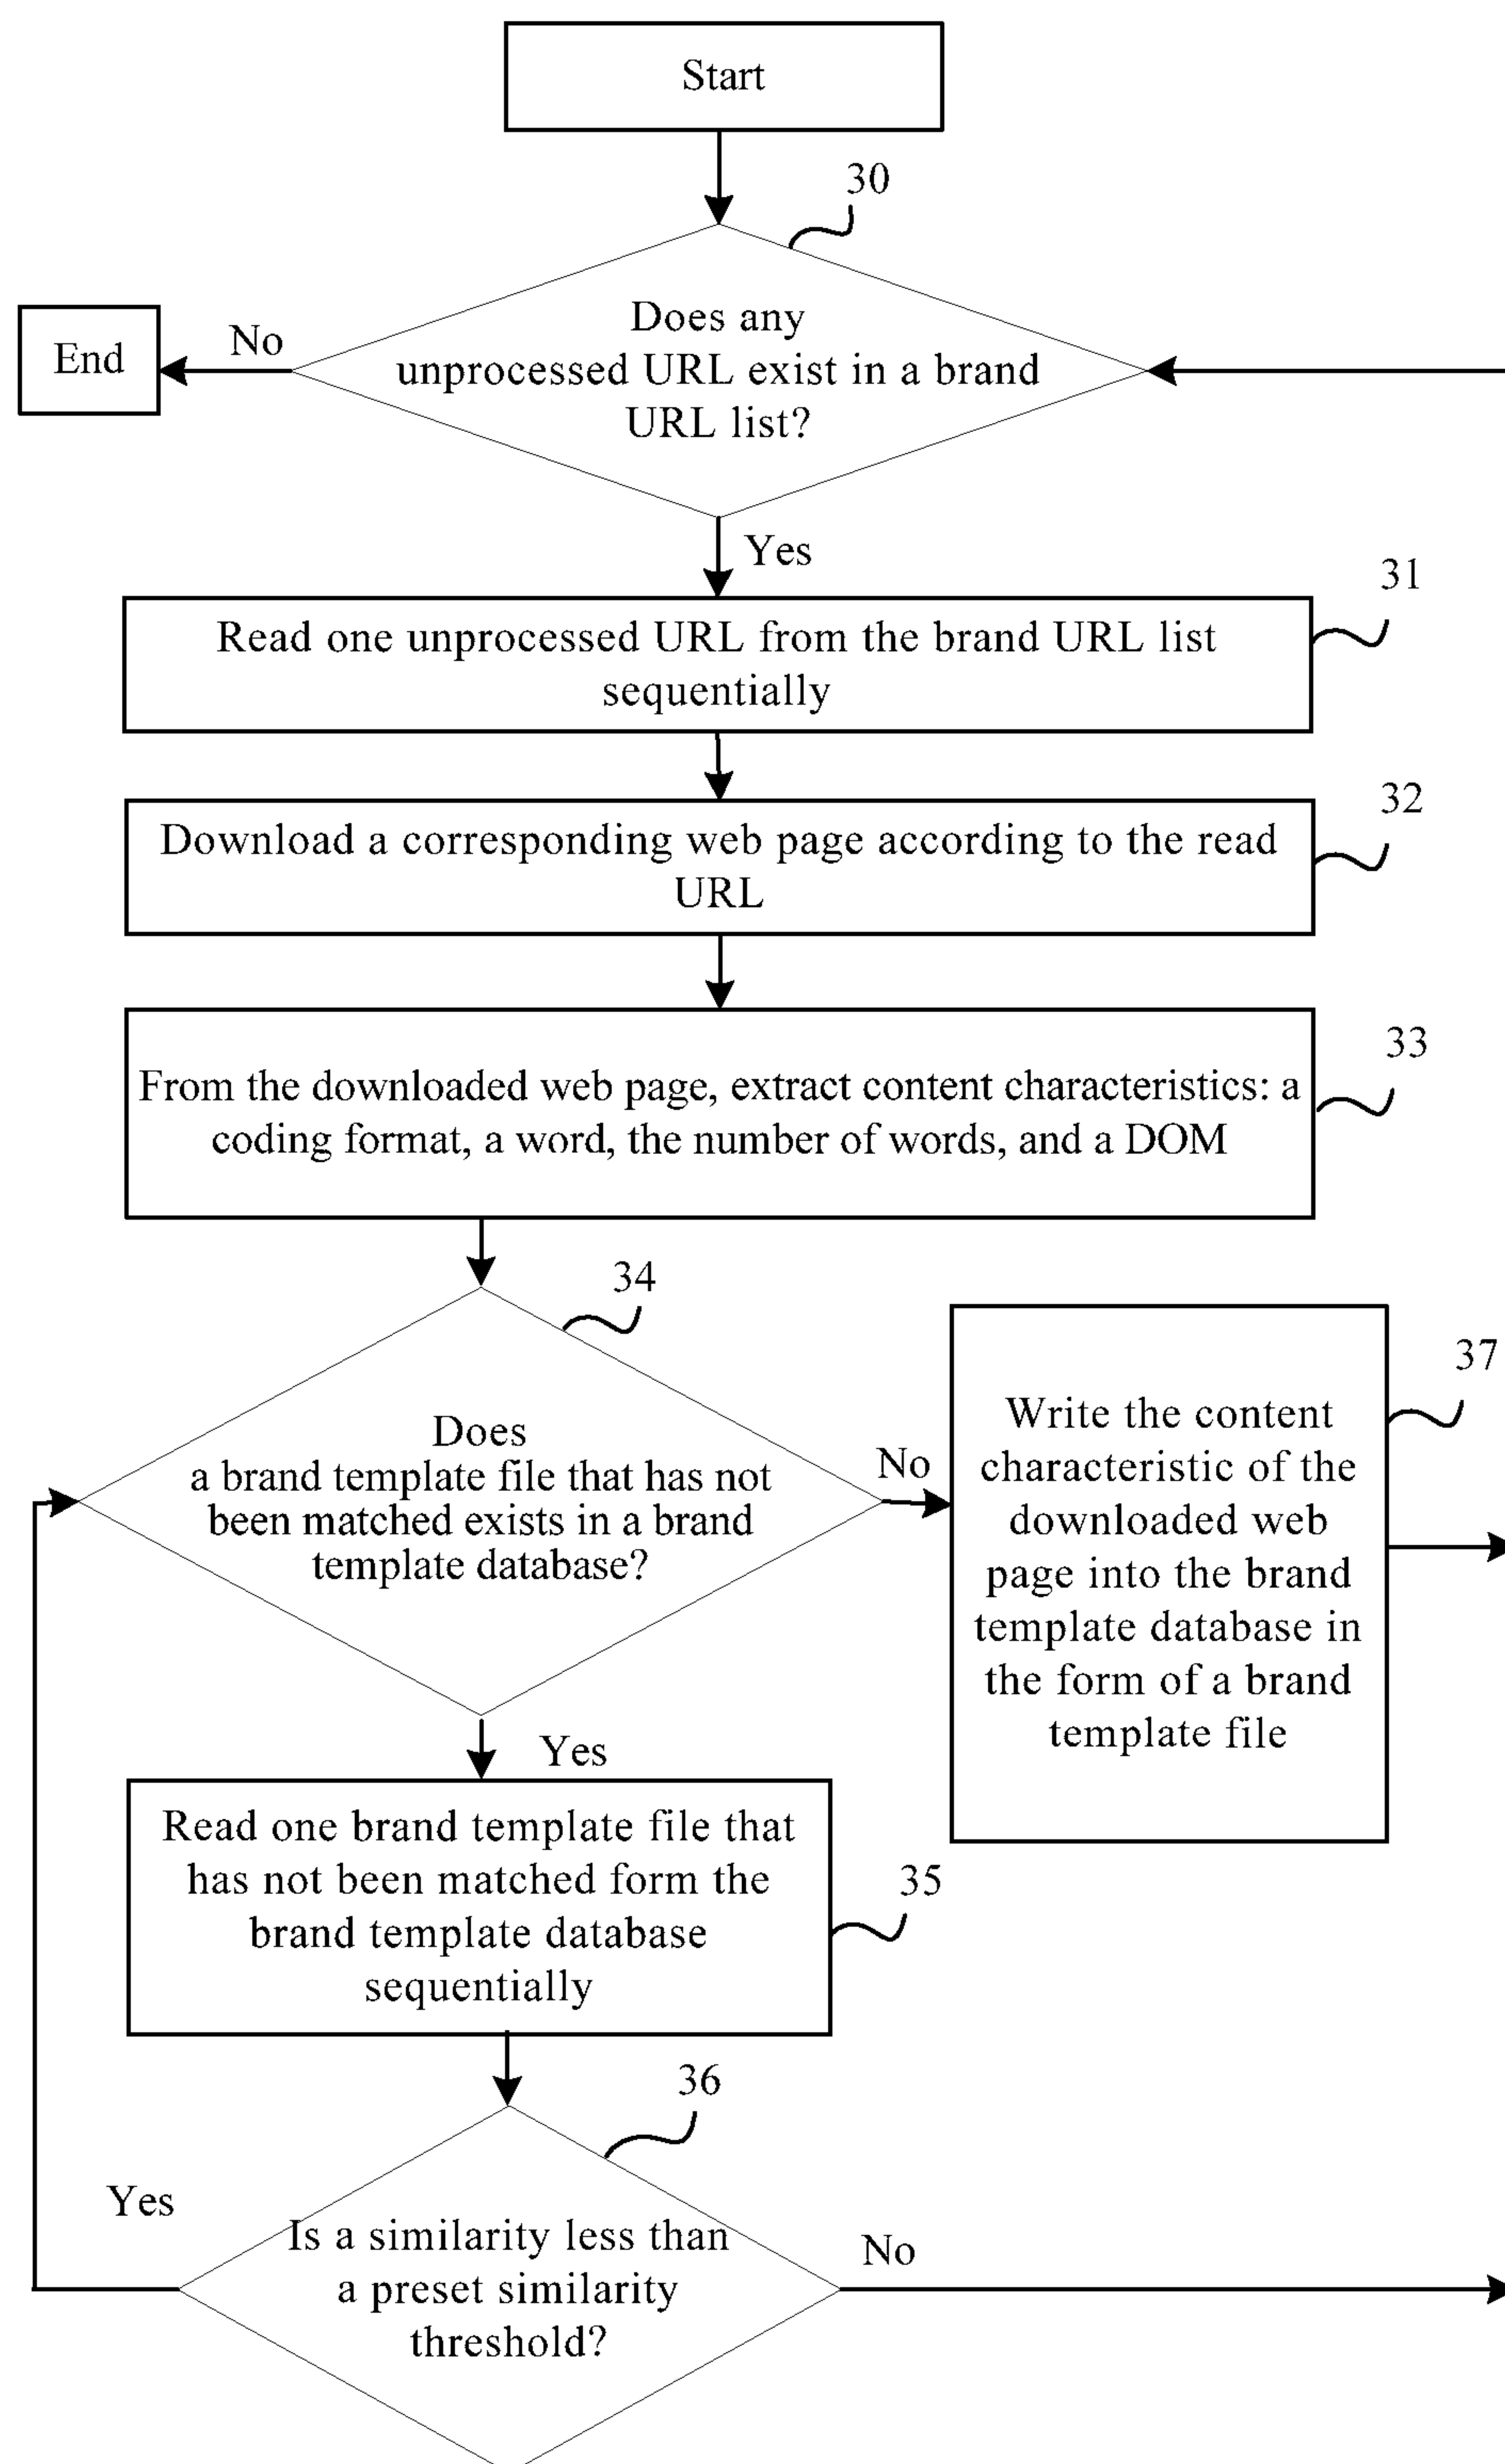 Start
30
Does any
unprocessed URL exist in a brand
URL list?
No
End
Yes
31
Read one unprocessed URL from the brand URL list
sequentially
32
Download a corresponding web page according to the read
URL
33
From the downloaded web page, extract content characteristics: a
coding format, a word, the number of words, and a DOM
34
Does
a brand template file that has not
been matched exists in a brand
template database?
No
37
Write the content
characteristic of the
downloaded web
page into the brand
template database in
the form of a brand
template file
Yes
Read one brand template file that
has not been matched form the
brand template database
sequentially
35
36
Yes
Is a similarity less than
a preset similarity
threshold?
No